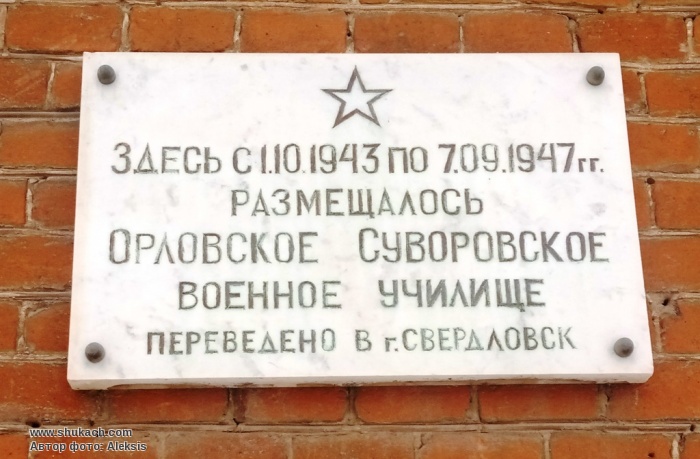 Здесь с 1.10.1943 по 7.09.1947 гг.
размещалось
Орловское Суворовское
военное училище
переведено в г. Свердловск
www.shukach.com
Автор фото: Aleksis